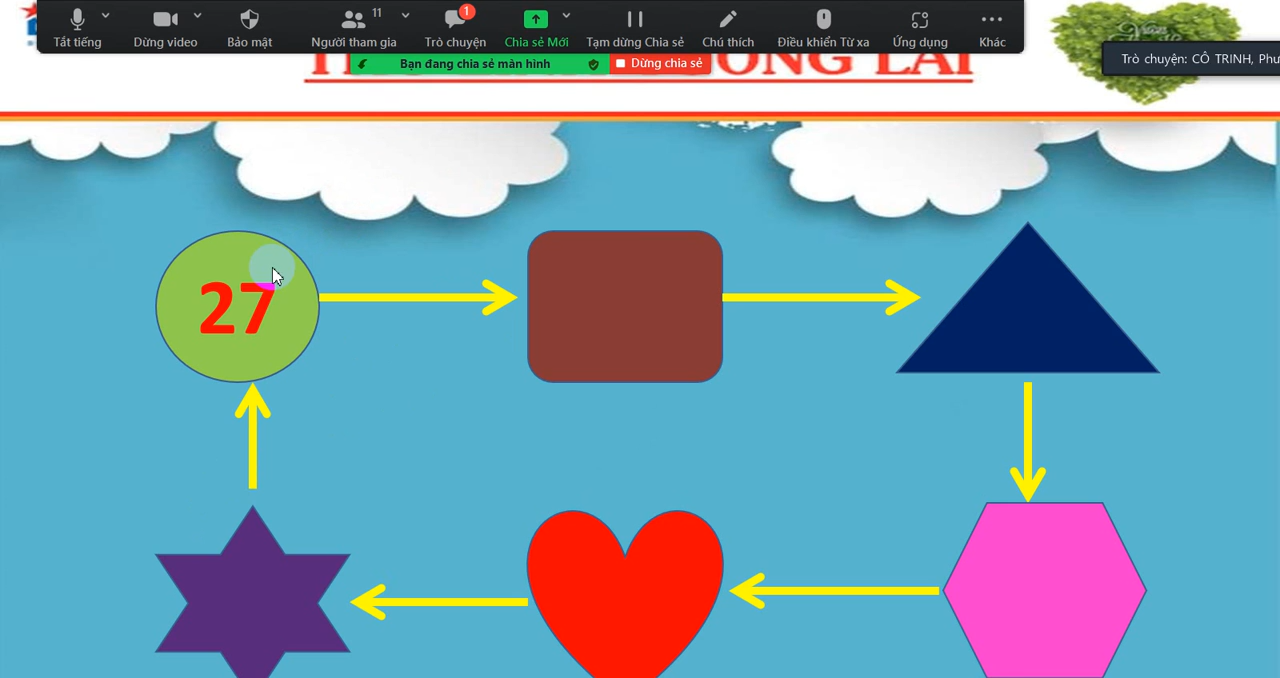 11
1
Tắt tiếng Dừng video Bảo mật Người tham gia Trò chuyện Chia sẻ Mới Tạm dừng Chia sẻ Chú thích Điều khiển Từ xa Ứng dụng Khác
Bạn đang chia sẻ màn hình Dừng chia sẻ
Trò chuyện: CÔ TRINH,
LAI
27